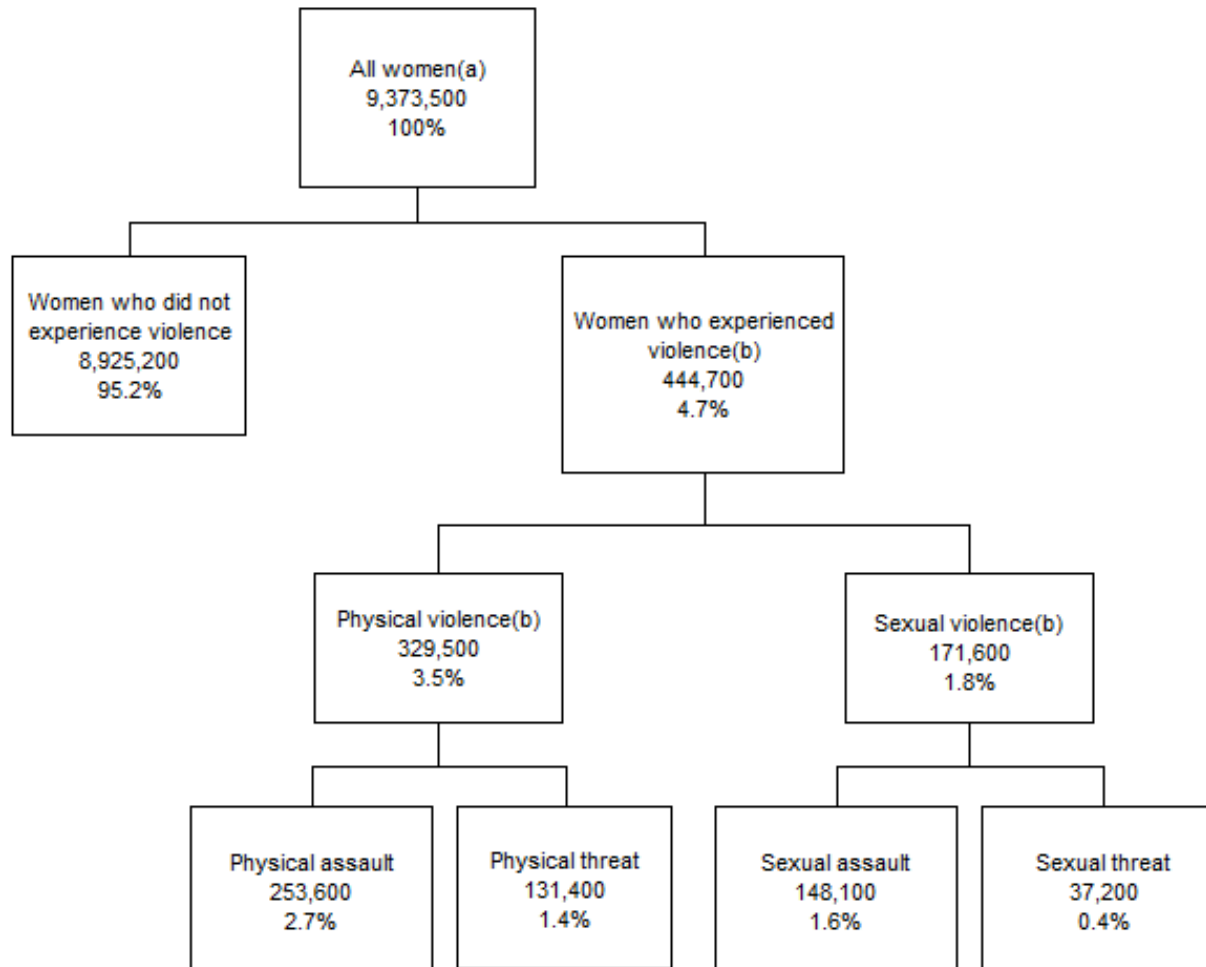 All women(a)
9,373,500
100%
Women who did not
experience violence
8,925,200
95.2%
Women who experienced
violence(b)
444,700
4.7%
Physical violence(b)
329,500
3.5%
Sexual violence(b)
171,600
1.8%
Physical assault
253,600
2.7%
Physical threat
131,400
1.4%
Sexual assault
148,100
1.6%
Sexual threat
37,200
0.4%